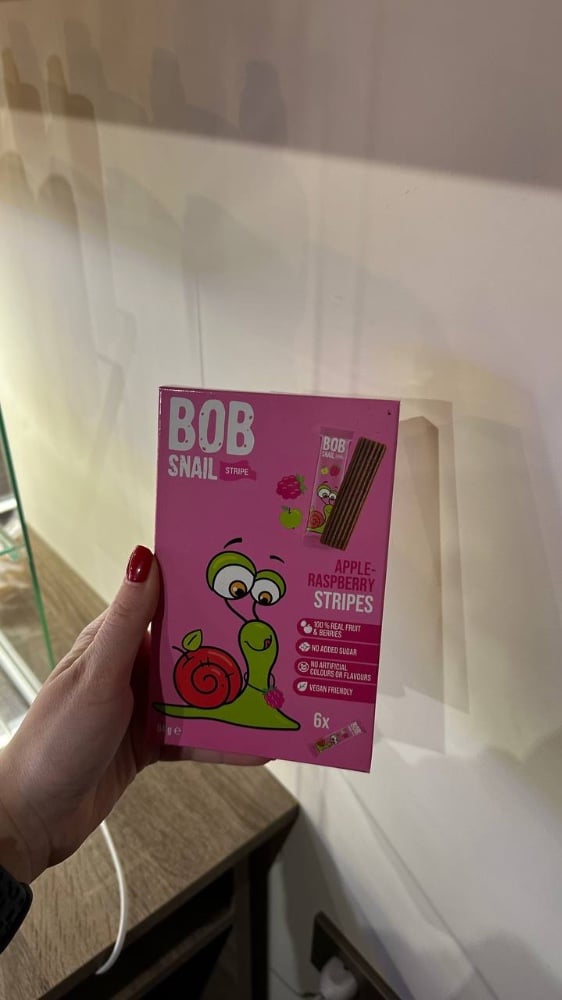 BOB
SNAIL STRIPE
BOB
SNAIL
APPLE-
RASPBERRY
STRIPES
100% REAL FRUIT
& BERRIES
NO ADDED SUGAR
NO ARTIFICIAL
COLOURS OR FLAVOURS
VEGAN FRIENDLY
6x
g e